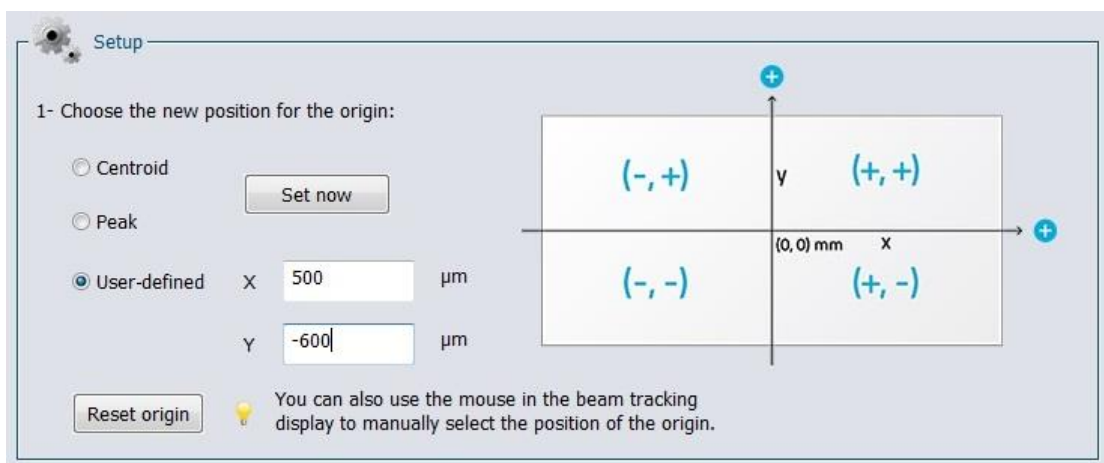 Setup
1- Choose the new position for the origin:
Centroid
Set now
Peak
User-defined X 500 µm
Y -600 µm
Reset origin
You can also use the mouse in the beam tracking
display to manually select the position of the origin.
+
(-, +)
y
(+, +)
(0, 0) mm
x
+
(-, -)
(+, -)